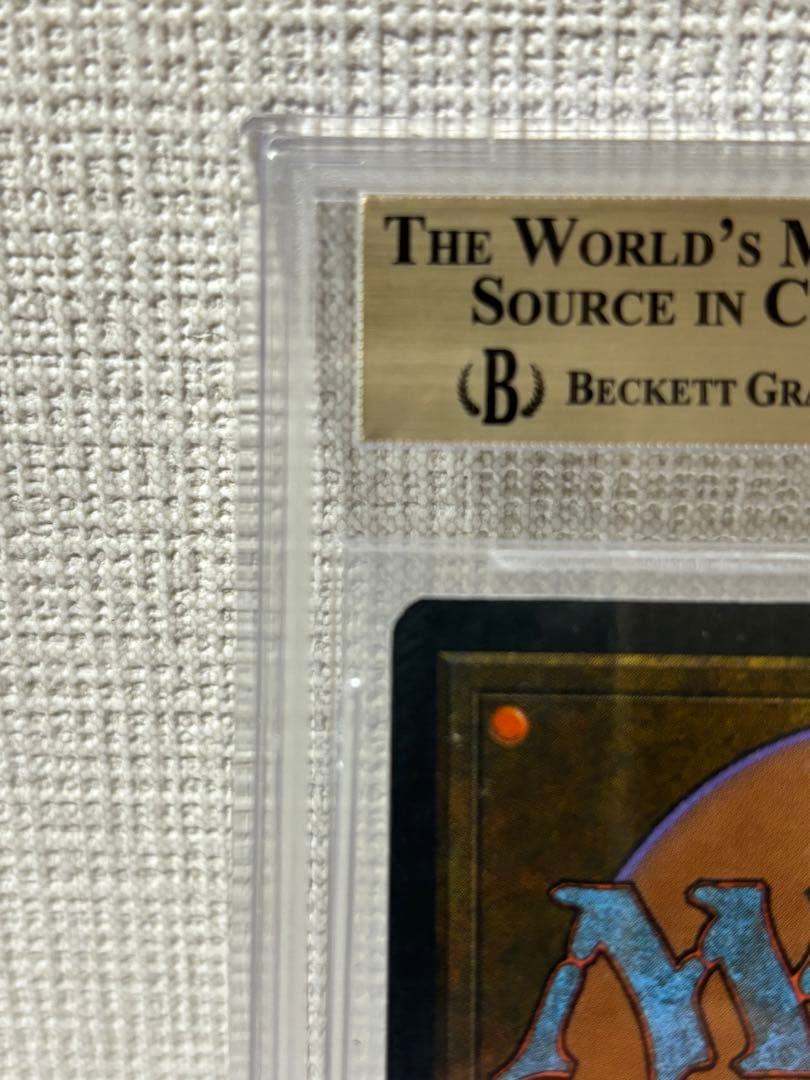 THE WORLD'S M
SOURCE IN C
B BECKETT GRA